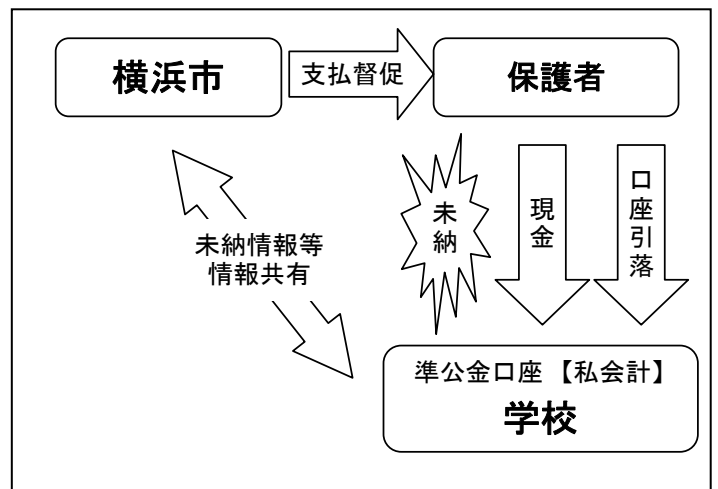 横浜市
支払督促
保護者
未納情報等
情報共有
未納
現金
口座引落
準公金口座 【私会計】
学校